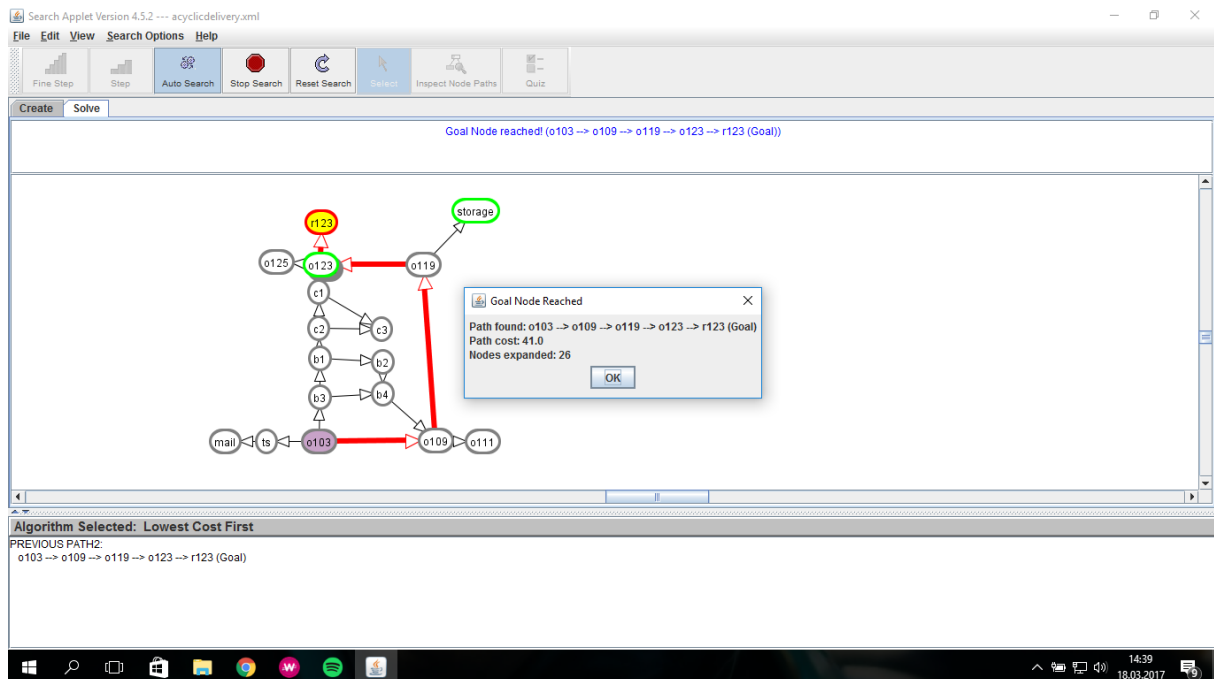 Search Applet Version 4.5.2 --- acyclicdelivery.xml
File Edit View Search Options Help
Fine Step Step Auto Search Stop Search Reset Search Select Inspect Node Paths Quiz
Create Solve
Goal Node reached! (o103 --> o109 --> o119 --> o123 --> r123 (Goal))
storage
r123
o125 o123 o119
c1
Goal Node Reached
c2 c3
Path found: o103 --> o109 --> o119 --> o123 --> r123 (Goal)
Path cost: 41.0
Nodes expanded: 26
b1 b2
OK
b3 b4
mail ts o103 o109 o111
Algorithm Selected: Lowest Cost First
PREVIOUS PATH2:
o103 --> o109 --> o119 --> o123 --> r123 (Goal)
14:39
18.03.2017
9